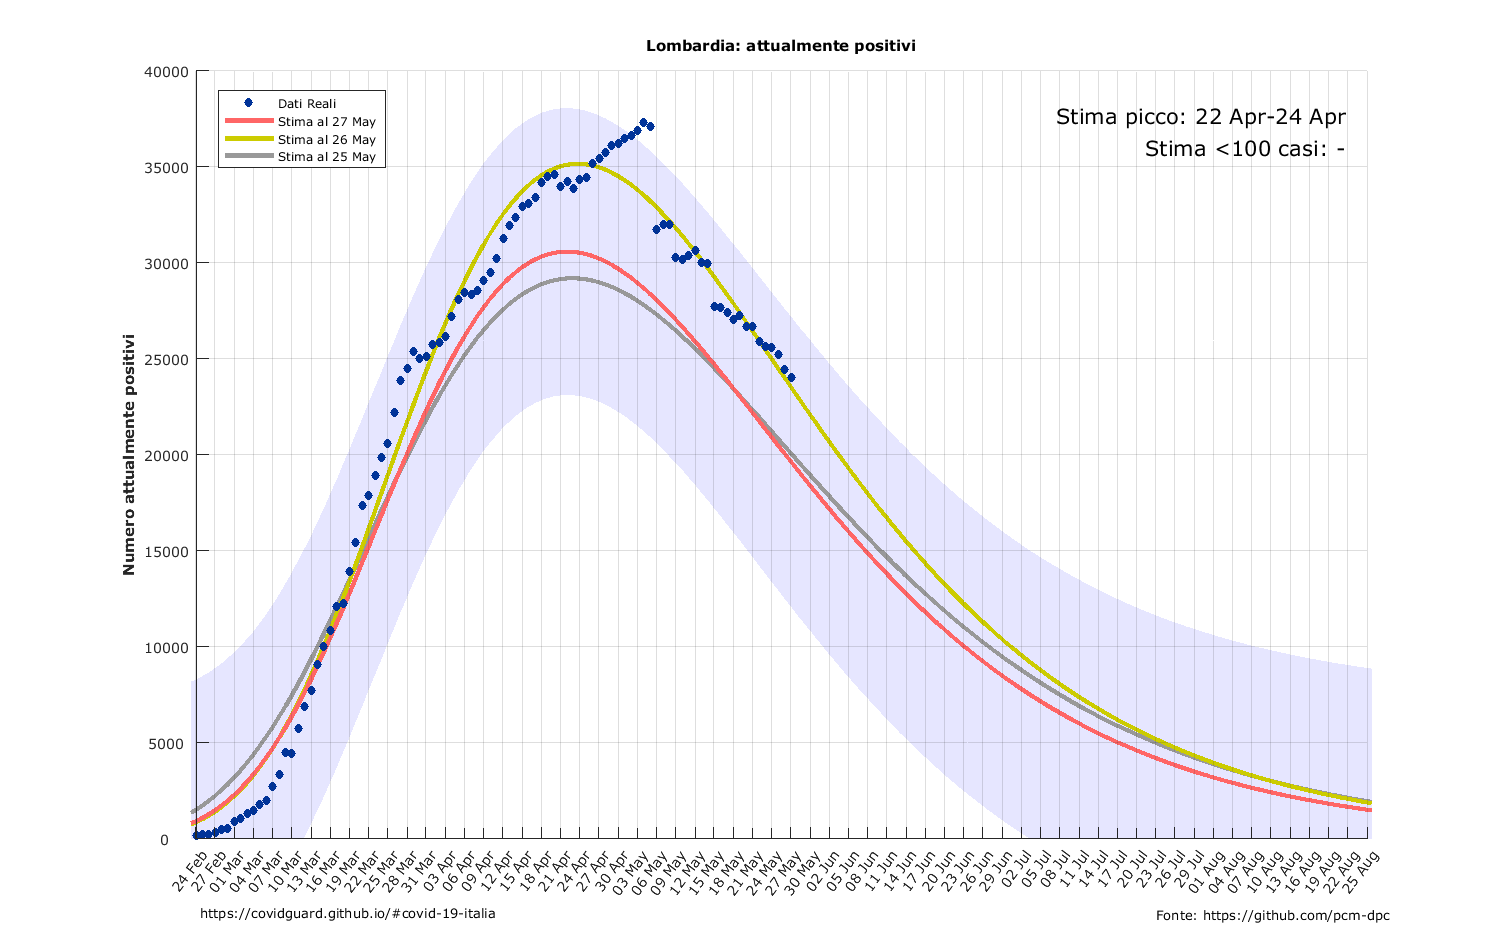 Lombardia: attualmente positivi
Dati Reali
Stima al 27 May
Stima al 26 May
Stima al 25 May
Stima picco: 22 Apr-24 Apr
Stima <100 casi: -
Numero attualmente positivi
40000
35000
30000
25000
20000
15000
10000
5000
0
24 Feb
27 Feb
01 Mar
04 Mar
07 Mar
10 Mar
13 Mar
16 Mar
19 Mar
22 Mar
25 Mar
28 Mar
31 Mar
03 Apr
06 Apr
09 Apr
12 Apr
15 Apr
18 Apr
21 Apr
24 Apr
27 Apr
30 Apr
03 May
06 May
09 May
12 May
15 May
18 May
21 May
24 May
27 May
30 May
02 Jun
05 Jun
08 Jun
11 Jun
14 Jun
17 Jun
20 Jun
23 Jun
26 Jun
29 Jun
02 Jul
05 Jul
08 Jul
11 Jul
14 Jul
17 Jul
20 Jul
23 Jul
26 Jul
29 Jul
01 Aug
04 Aug
07 Aug
10 Aug
13 Aug
16 Aug
19 Aug
22 Aug
25 Aug
https://covidguard.github.io/#covid-19-italia
Fonte: https://github.com/pcm-dpc